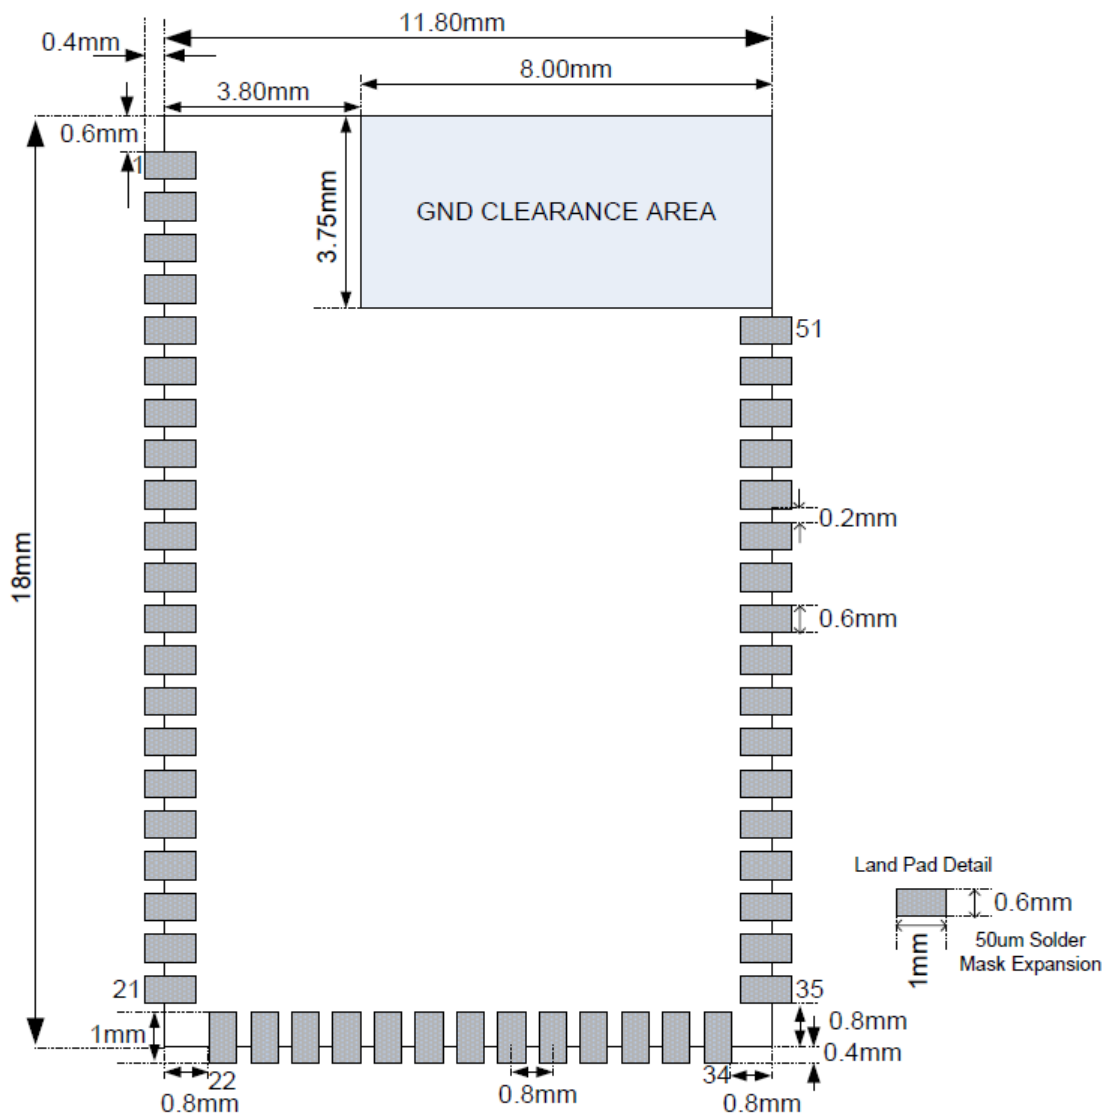 11.80mm
0.4mm
8.00mm
3.80mm
0.6mm
1
3.75mm
GND CLEARANCE AREA
51
0.2mm
18mm
0.6mm
Land Pad Detail
0.6mm
1mm
50um Solder
Mask Expansion
21
35
1mm
0.8mm
0.4mm
22
34
0.8mm
0.8mm
0.8mm